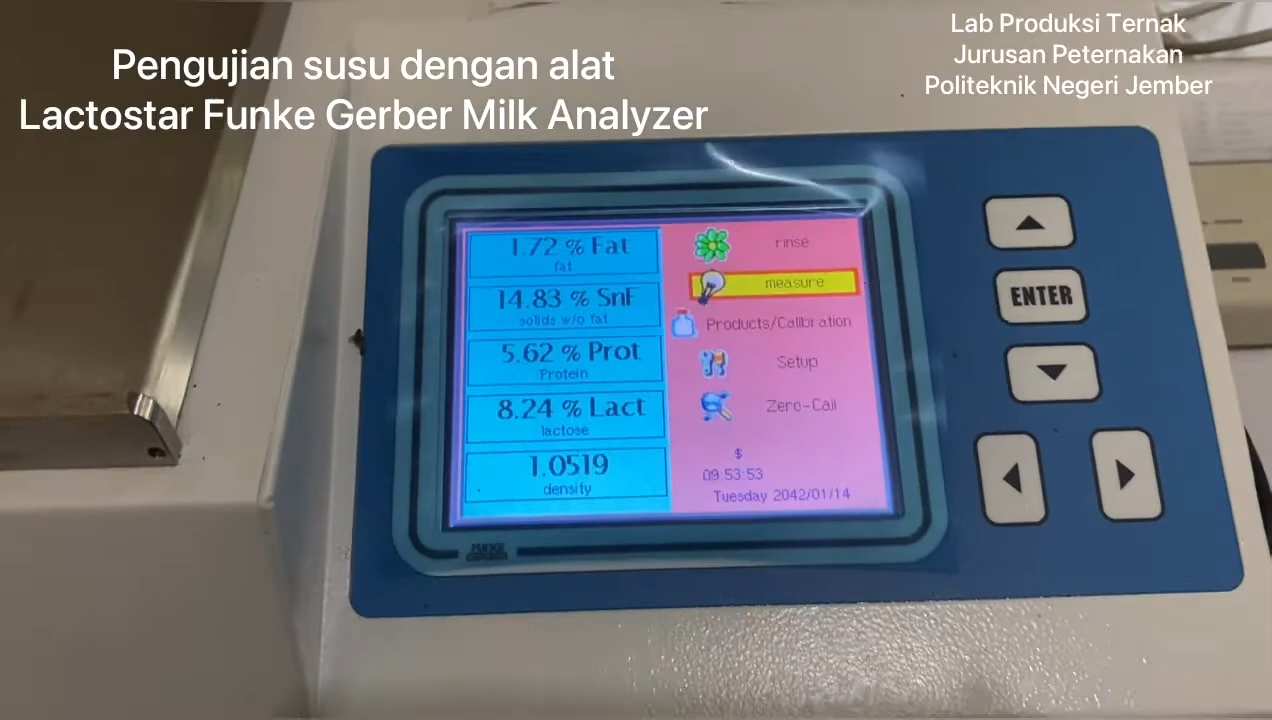 Pengujian susu dengan alat
Lactostar Funke Gerber Milk Analyzer
Lab Produksi Ternak
Jurusan Peternakan
Politeknik Negeri Jember
1.72 % Fat
fat
14.83 % SnF
solids w/o fat
5.62 % Prot
Protein
8.24 % Lact
lactose
1.0519
density
rinse
measure
Products/Calibration
Setup
Zero-Cali
$
09:53:53
Tuesday 2042/01/14
FUNKE
GERBER
ENTER